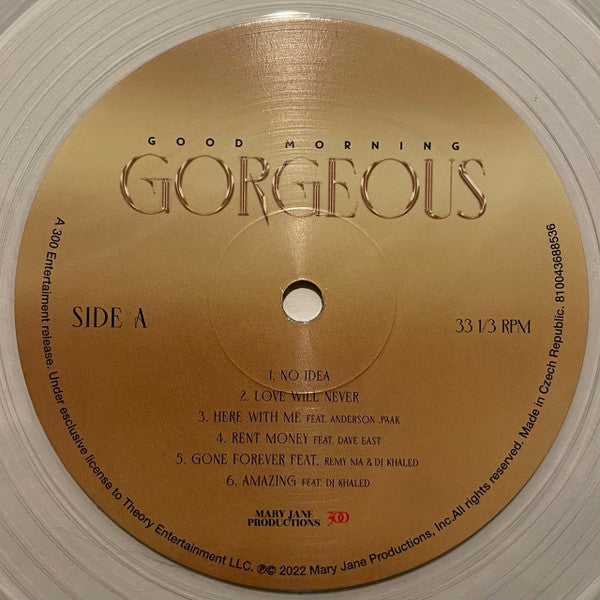 GOOD MORNING
GORGEOUS
SIDE A
33 1/3 RPM
1. NO IDEA
2. LOVE WILL NEVER
3. HERE WITH ME FEAT. ANDERSON .PAAK
4. RENT MONEY FEAT. DAVE EAST
5. GONE FOREVER FEAT. REMY MA & DJ KHALED
6. AMAZING FEAT. DJ KHALED
MARY JANE
PRODUCTIONS 300
A 300 Entertaiment release. Under esclusive license to Theory Entertainment LLC. ℗© 2022 Mary Jane Productions, Inc.All rights reserved. Made in Czech Republic. 810043688536